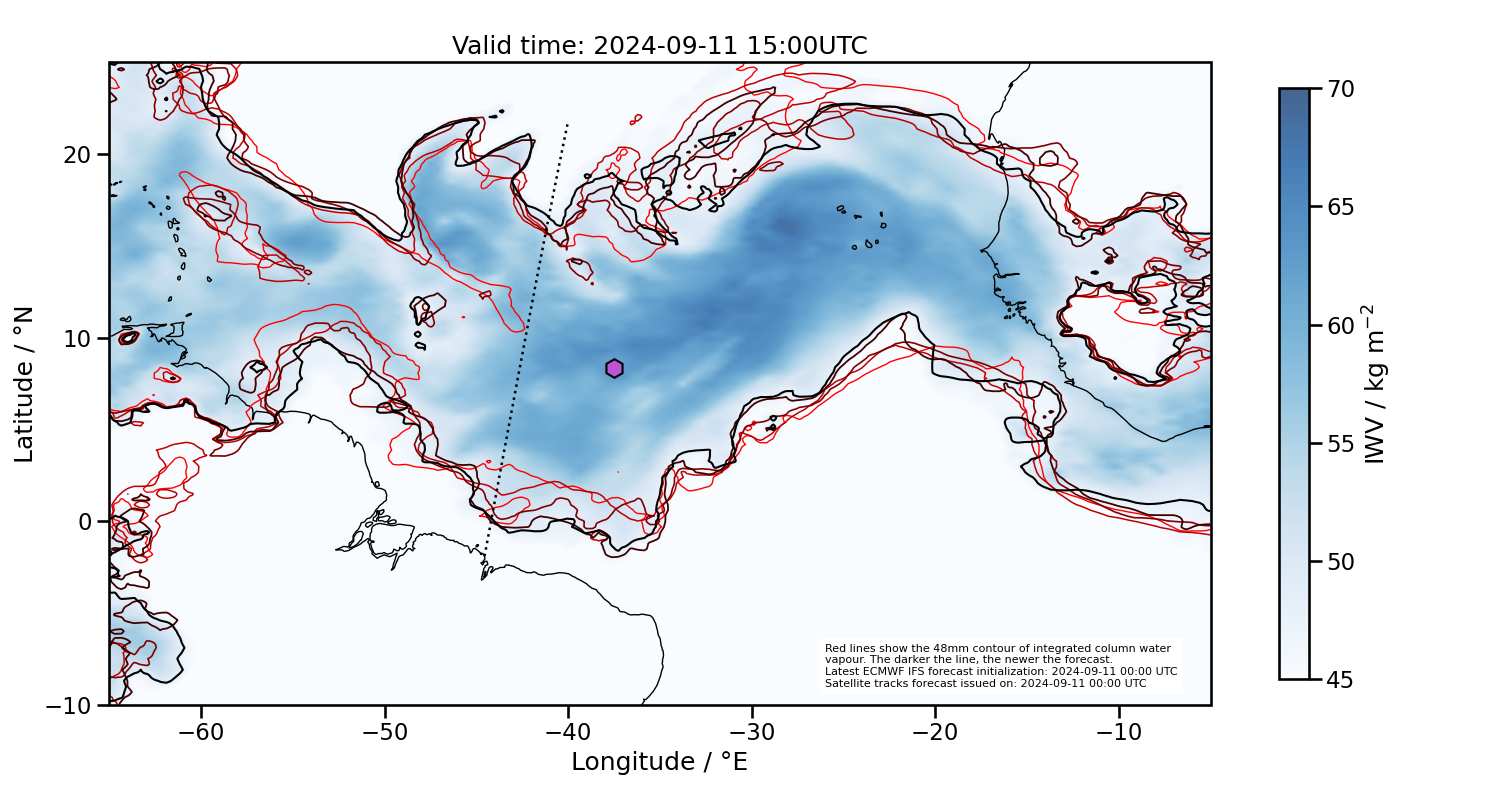 Valid time: 2024-09-11 15:00UTC
70
65
60
55
50
45
IWV / kg m⁻²
20
10
0
−10
Latitude / °N
−60
−50
−40
−30
−20
−10
Longitude / °E
Red lines show the 48mm contour of integrated column water
vapour. The darker the line, the newer the forecast.
Latest ECMWF IFS forecast initialization: 2024-09-11 00:00 UTC
Satellite tracks forecast issued on: 2024-09-11 00:00 UTC